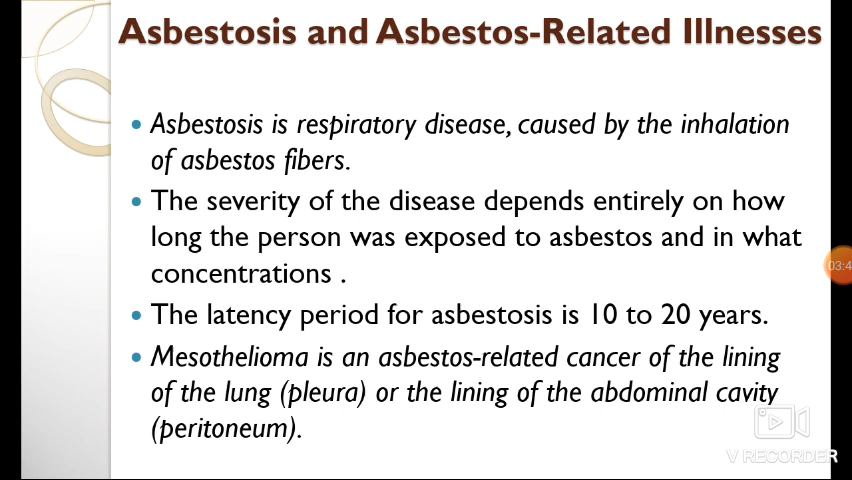 Asbestosis and Asbestos-Related Illnesses
• Asbestosis is respiratory disease, caused by the inhalation
of asbestos fibers.
• The severity of the disease depends entirely on how
long the person was exposed to asbestos and in what
concentrations .
03:4
• The latency period for asbestosis is 10 to 20 years.
• Mesothelioma is an asbestos-related cancer of the lining
of the lung (pleura) or the lining of the abdominal cavity
(peritoneum).
V RECORDER